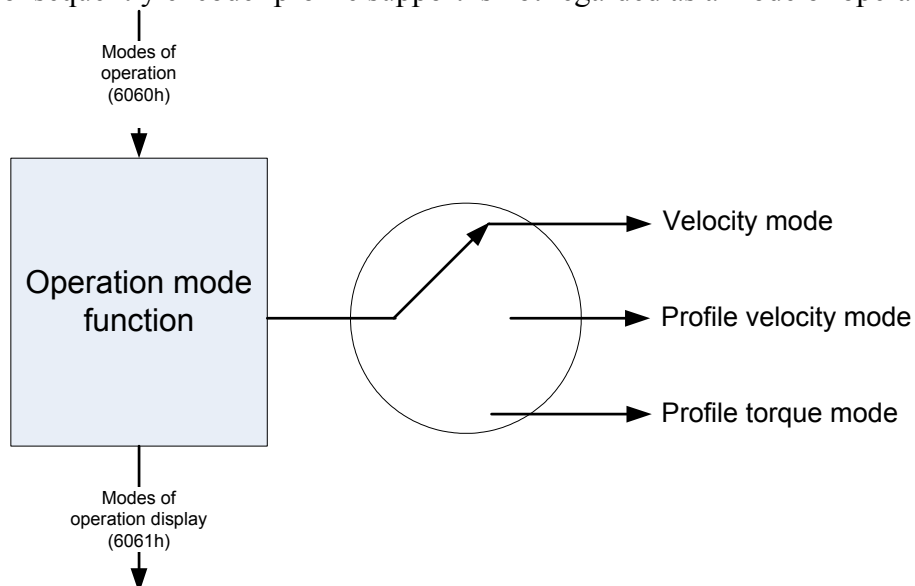 Modes of
operation
(6060h)
Operation mode
function
Velocity mode
Profile velocity mode
Profile torque mode
Modes of
operation display
(6061h)